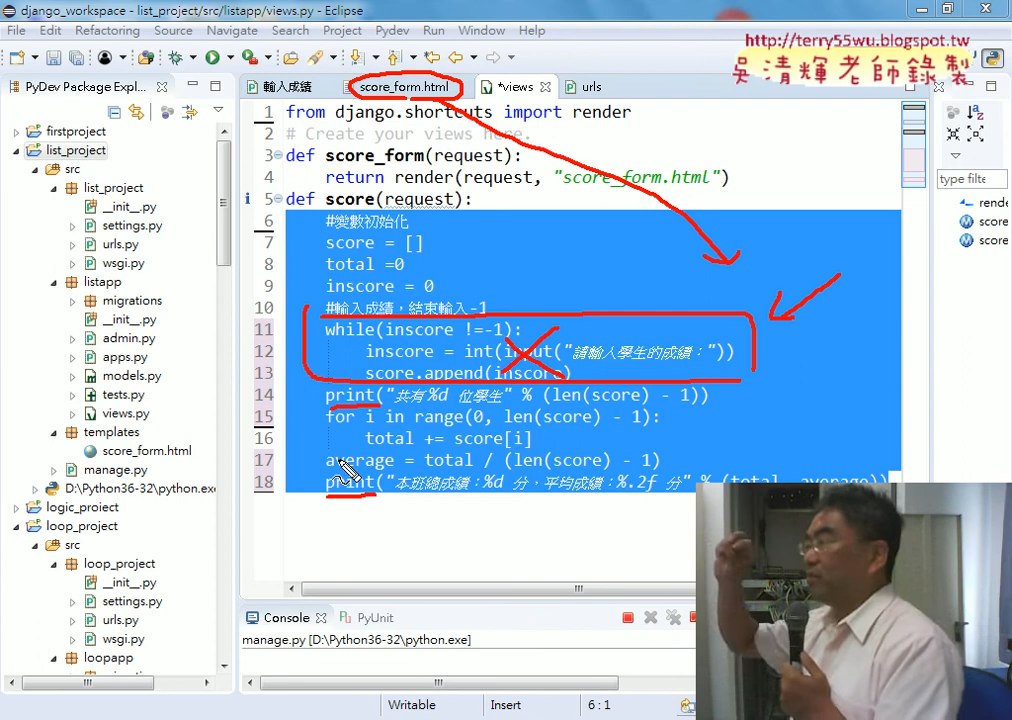 django_workspace - list_project/src/listapp/views.py - Eclipse
File Edit Refactoring Source Navigate Search Project Pydev Run Window Help
http://terry55wu.blogspot.tw
吳清輝老師錄製
PyDev Package Expl...
輸入成績 score_form.html *views urls
firstproject
list_project
src
list_project
__init__.py
settings.py
urls.py
wsgi.py
listapp
migrations
__init__.py
admin.py
apps.py
models.py
tests.py
views.py
templates
score_form.html
manage.py
D:\Python36-32\python.exe
logic_project
loop_project
src
loop_project
__init__.py
settings.py
urls.py
wsgi.py
loopapp
1 from django.shortcuts import render
2 # Create your views here.
3 def score_form(request):
4 return render(request, "score_form.html")
5 def score(request):
6 #變數初始化
7 score = []
8 total =0
9 inscore = 0
10 #輸入成績，結束輸入-1
11 while(inscore !=-1):
12 inscore = int(input("請輸入學生的成績："))
13 score.append(inscore)
14 print("共有%d 位學生" % (len(score) - 1))
15 for i in range(0, len(score) - 1):
16 total += score[i]
17 average = total / (len(score) - 1)
18 print("本班總成績：%d 分，平均成績：%.2f 分" % (total, average))
type filte
rende
score
score
Console PyUnit
manage.py [D:\Python36-32\python.exe]
Writable Insert 6 : 1